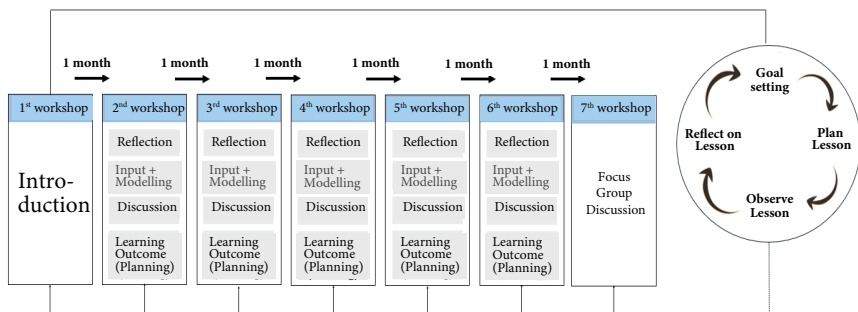 1 month
1 month
1 month
1 month
1 month
1 month
1st workshop
2nd workshop
3rd workshop
4th workshop
5th workshop
6th workshop
7th workshop
Intro-
duction
Reflection
Input +
Modelling
Discussion
Learning
Outcome
(Planning)
Reflection
Input +
Modelling
Discussion
Learning
Outcome
(Planning)
Reflection
Input +
Modelling
Discussion
Learning
Outcome
(Planning)
Reflection
Input +
Modelling
Discussion
Learning
Outcome
(Planning)
Reflection
Input +
Modelling
Discussion
Learning
Outcome
(Planning)
Focus
Group
Discussion
Goal
setting
Plan
Lesson
Observe
Lesson
Reflect on
Lesson